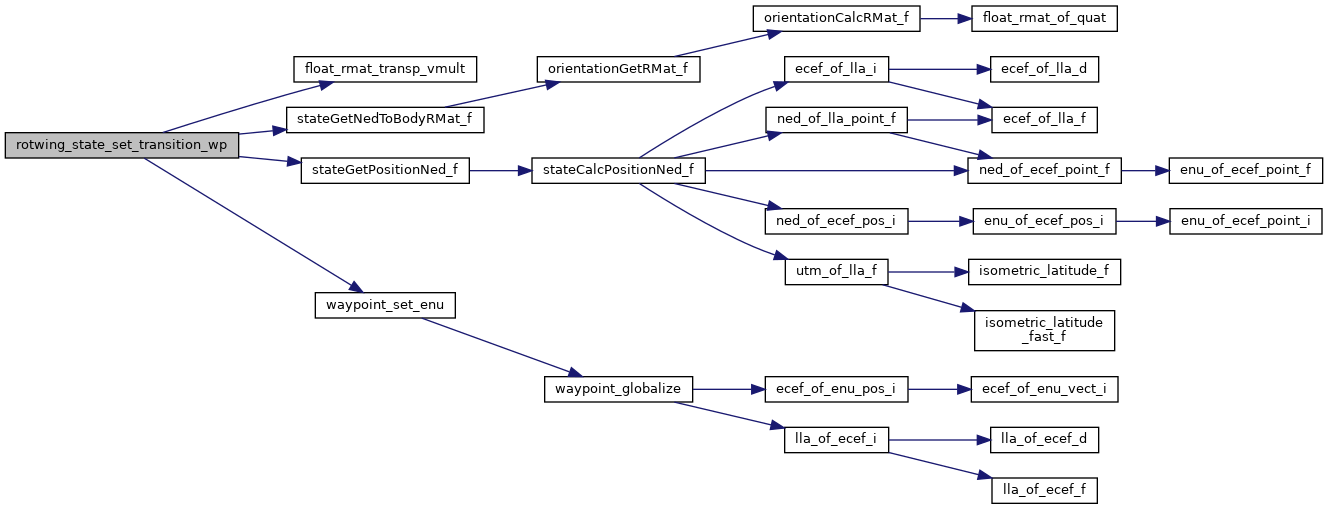 orientationCalcRMat_f
float_rmat_of_quat
float_rmat_transp_vmult
orientationGetRMat_f
ecef_of_lla_i
ecef_of_lla_d
stateGetNedToBodyRMat_f
ned_of_lla_point_f
ecef_of_lla_f
rotwing_state_set_transition_wp
stateGetPositionNed_f
stateCalcPositionNed_f
ned_of_ecef_point_f
enu_of_ecef_point_f
ned_of_ecef_pos_i
enu_of_ecef_pos_i
enu_of_ecef_point_i
utm_of_lla_f
isometric_latitude_f
waypoint_set_enu
isometric_latitude
_fast_f
waypoint_globalize
ecef_of_enu_pos_i
ecef_of_enu_vect_i
lla_of_ecef_i
lla_of_ecef_d
lla_of_ecef_f